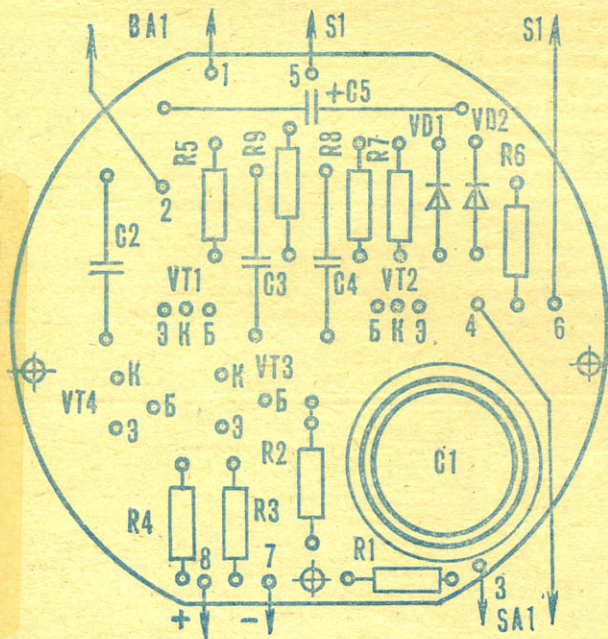 BA1 S1 S1
1 5 +C5
VD1 VD2
R5 R9 R8 R7 R6
2
C2
VT1 C3 C4 VT2 4 6
Э К Б Б К Э
К К VT3
VT4 Б Б
Э Э
R2 C1
R4 R3
8 7 R1 3
+ - SA1